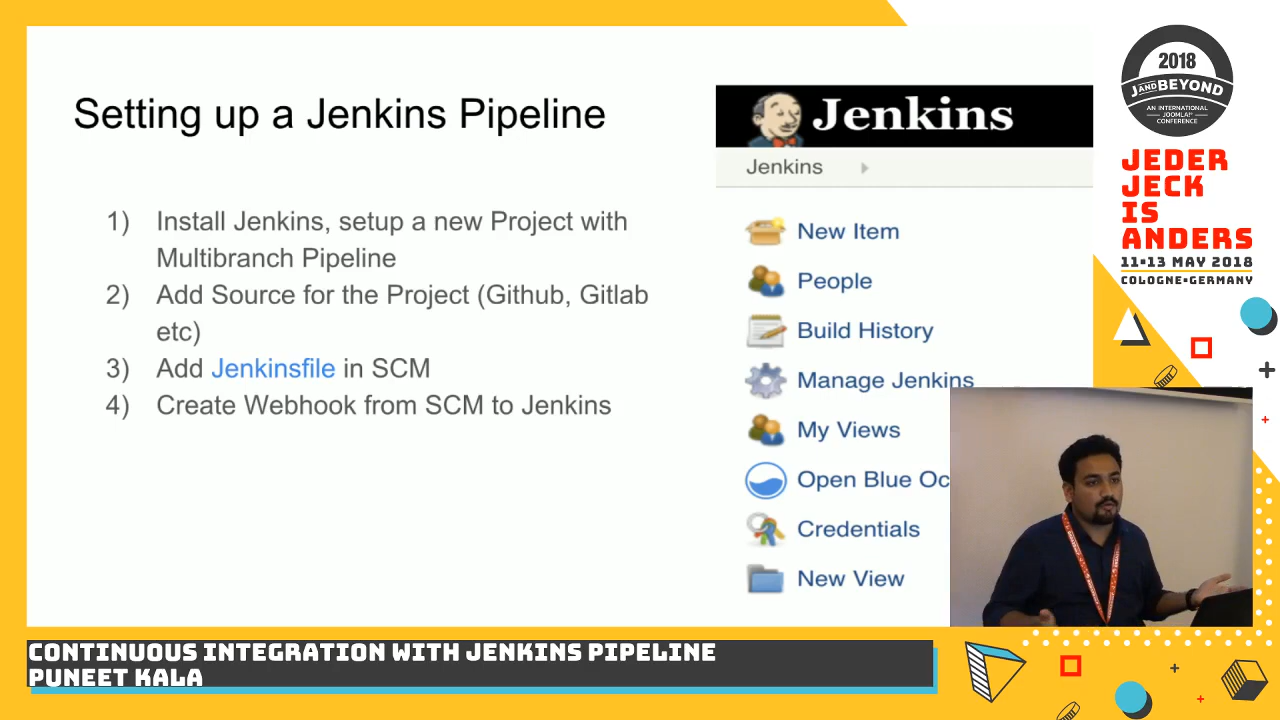 Setting up a Jenkins Pipeline
1) Install Jenkins, setup a new Project with
Multibranch Pipeline
2) Add Source for the Project (Github, Gitlab
etc)
3) Add Jenkinsfile in SCM
4) Create Webhook from SCM to Jenkins
Jenkins
Jenkins
New Item
People
Build History
Manage Jenkins
My Views
Open Blue Oc
Credentials
New View
2018
J AND BEYOND
AN INTERNATIONAL
JOOMLA!®
CONFERENCE
JEDER
JECK
IS
ANDERS
11-13 MAY 2018
COLOGNE-GERMANY
CONTINUOUS INTEGRATION WITH JENKINS PIPELINE
PUNEET KALA